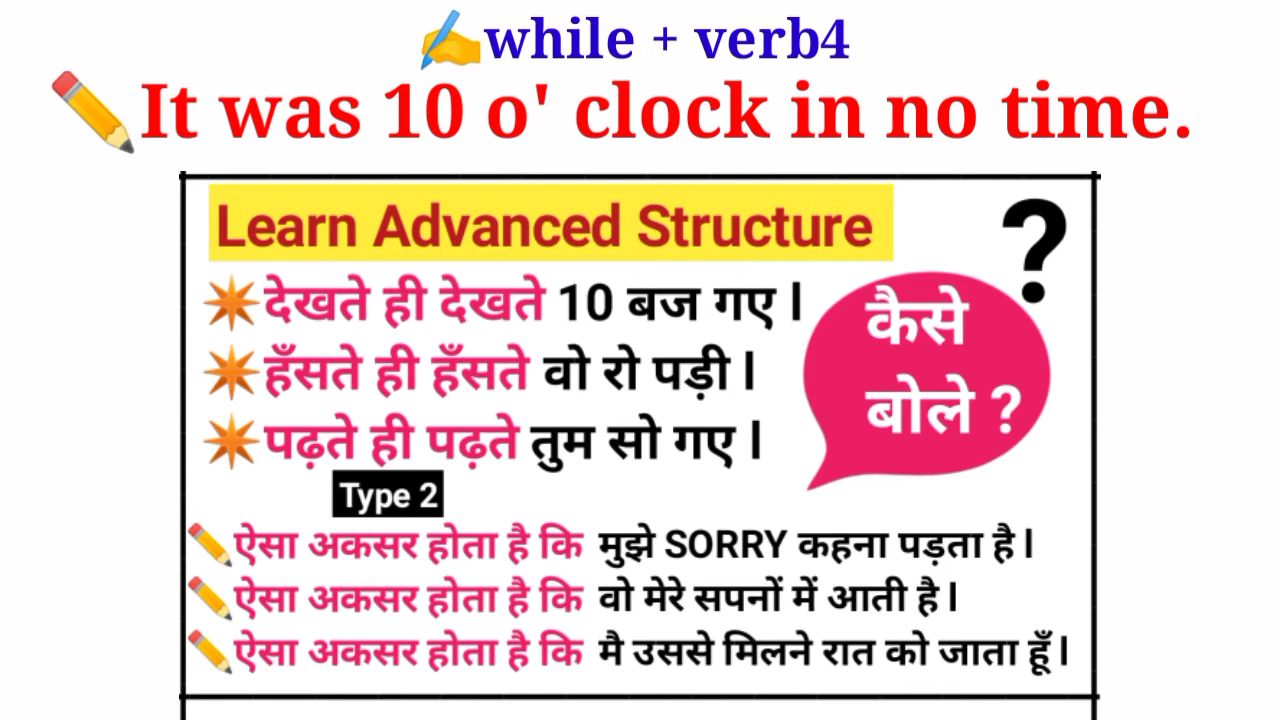 ✍️while + verb4
✏️It was 10 o' clock in no time.
Learn Advanced Structure
?
देखते ही देखते 10 बज गए l
हँसते ही हँसते वो रो पड़ी l
पढ़ते ही पढ़ते तुम सो गए l
कैसे
बोले ?
Type 2
✏️ऐसा अकसर होता है कि मुझे SORRY कहना पड़ता है l
✏️ऐसा अकसर होता है कि वो मेरे सपनों में आती है l
✏️ऐसा अकसर होता है कि मै उससे मिलने रात को जाता हूँ l